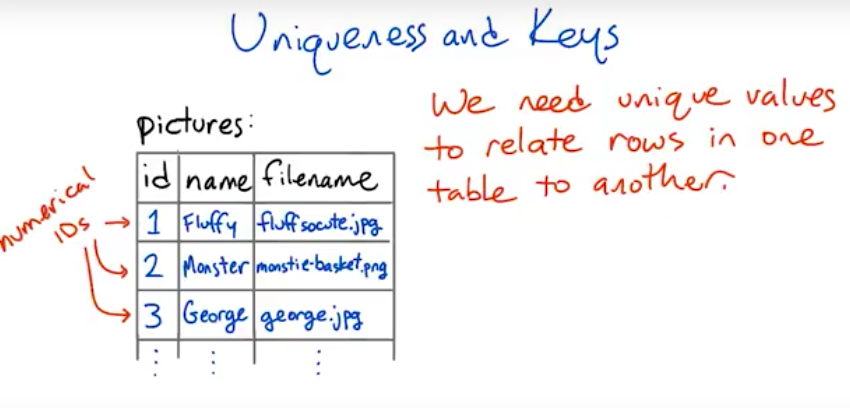 Uniqueness and Keys
We need unique values
to relate rows in one
table to another.
pictures:
id name filename
numerical
IDs
1 Fluffy fluffsocute.jpg
2 Monster monstie-basket.png
3 George george.jpg